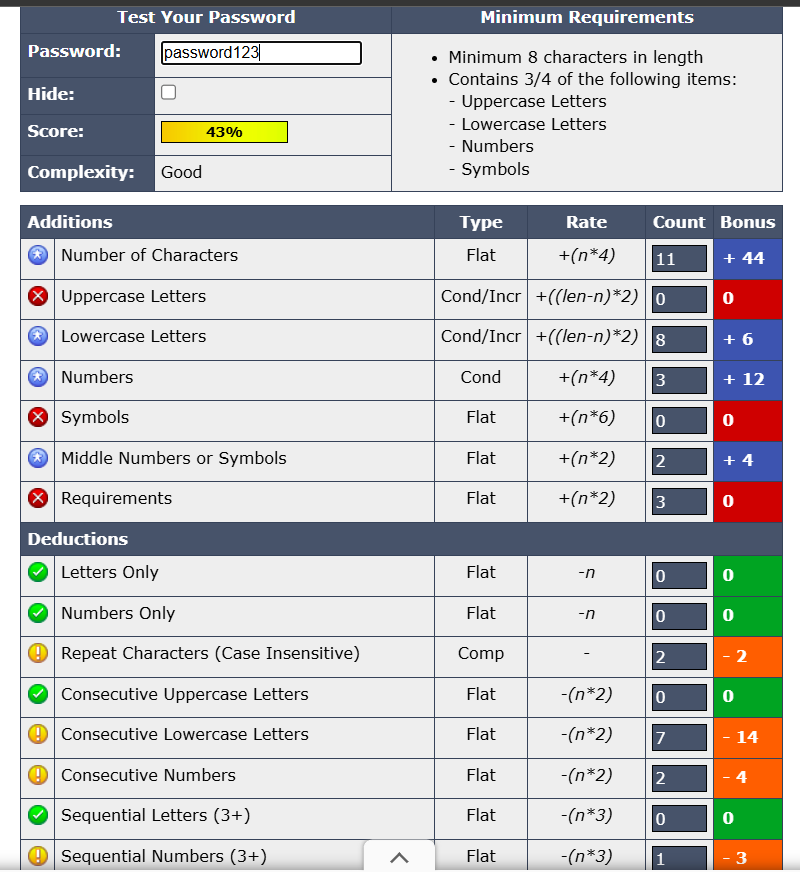 Test Your Password
Minimum Requirements
Password:
password123
• Minimum 8 characters in length
• Contains 3/4 of the following items:
- Uppercase Letters
- Lowercase Letters
- Numbers
- Symbols
Hide:
Score:
43%
Complexity:
Good
Additions Type Rate Count Bonus
Number of Characters Flat +(n*4) 11 + 44
Uppercase Letters Cond/Incr +((len-n)*2) 0 0
Lowercase Letters Cond/Incr +((len-n)*2) 8 + 6
Numbers Cond +(n*4) 3 + 12
Symbols Flat +(n*6) 0 0
Middle Numbers or Symbols Flat +(n*2) 2 + 4
Requirements Flat +(n*2) 3 0
Deductions
Letters Only Flat -n 0 0
Numbers Only Flat -n 0 0
Repeat Characters (Case Insensitive) Comp - 2 - 2
Consecutive Uppercase Letters Flat -(n*2) 0 0
Consecutive Lowercase Letters Flat -(n*2) 7 - 14
Consecutive Numbers Flat -(n*2) 2 - 4
Sequential Letters (3+) Flat -(n*3) 0 0
Sequential Numbers (3+) Flat -(n*3) 1 - 3